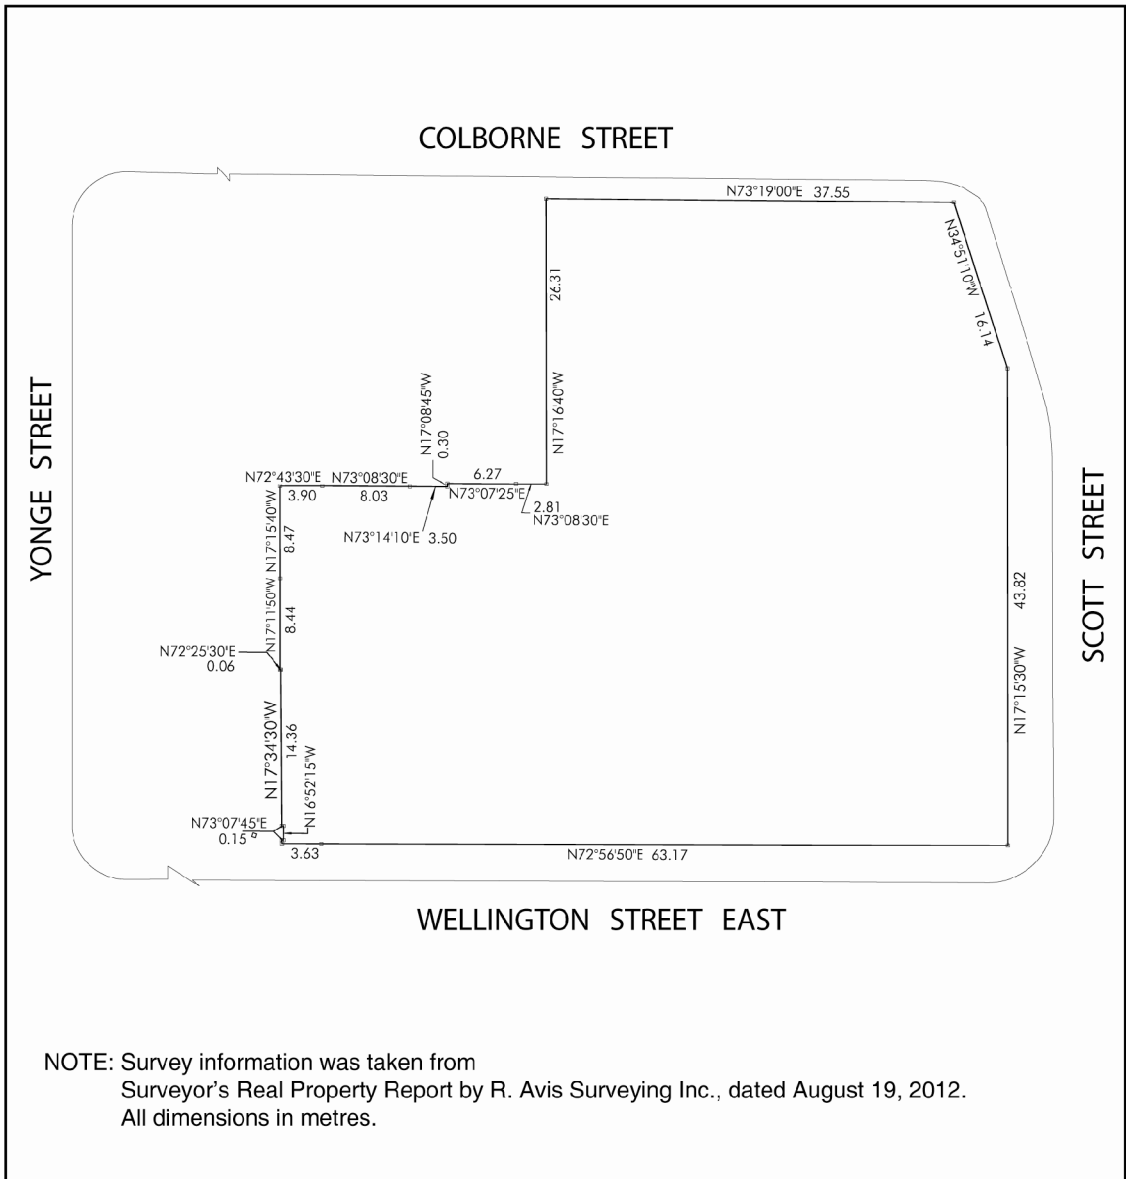 COLBORNE STREET
N73°19'00"E 37.55
N34°51'10"W 16.14
26.31
N17°16'40"W
N17°08'45"W
0.30
6.27
N72°43'30"E N73°08'30"E
3.90 8.03
N73°07'25"E
2.81
N73°08'30"E
N73°14'10'E 3.50
N17°15'40"W
8.47
N17°11'50"W
8.44
N72°25'30'E
0.06
N17°34'30"W
14.36
N16°52'15"W
N73°07'45"E
0.15
3.63
N72°56'50"E 63.17
43.82
N17°15'30"W
YONGE STREET
SCOTT STREET
WELLINGTON STREET EAST
NOTE: Survey information was taken from
Surveyor's Real Property Report by R. Avis Surveying Inc., dated August 19, 2012.
All dimensions in metres.